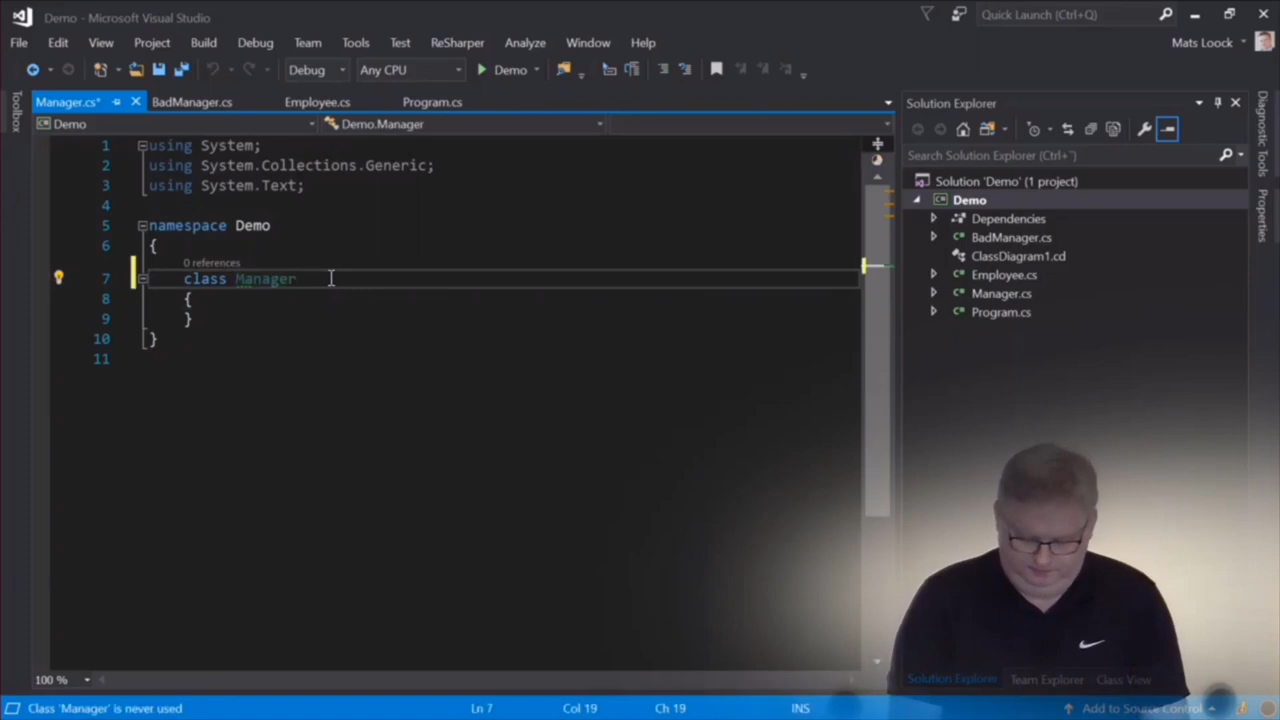 Demo - Microsoft Visual Studio
Quick Launch (Ctrl+Q)
File Edit View Project Build Debug Team Tools Test ReSharper Analyze Window Help
Mats Loock
Debug Any CPU Demo
Toolbox
Manager.cs* BadManager.cs Employee.cs Program.cs
Demo Demo.Manager
1 using System;
2 using System.Collections.Generic;
3 using System.Text;
4
5 namespace Demo
6 {
0 references
7 class Manager
8 {
9 }
10 }
11
100 %
Solution Explorer
Search Solution Explorer (Ctrl+¨)
Solution 'Demo' (1 project)
Demo
Dependencies
BadManager.cs
ClassDiagram1.cd
Employee.cs
Manager.cs
Program.cs
Diagnostic Tools
Properties
Solution Explorer Team Explorer Class View
Class 'Manager' is never used Ln 7 Col 19 Ch 19 INS Add to Source Control